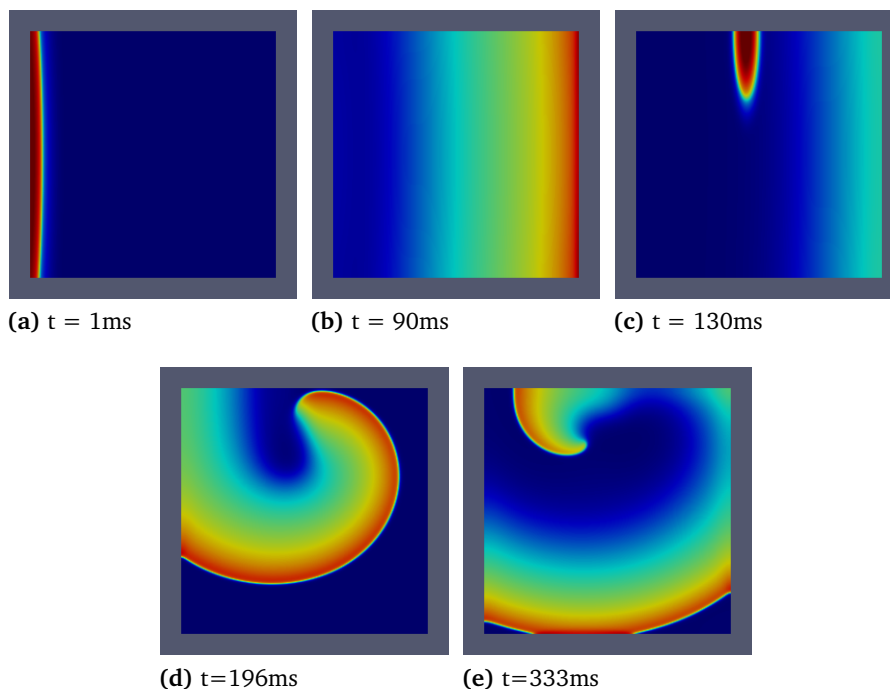 (a) t = 1ms
(b) t = 90ms
(c) t = 130ms
(d) t=196ms
(e) t=333ms